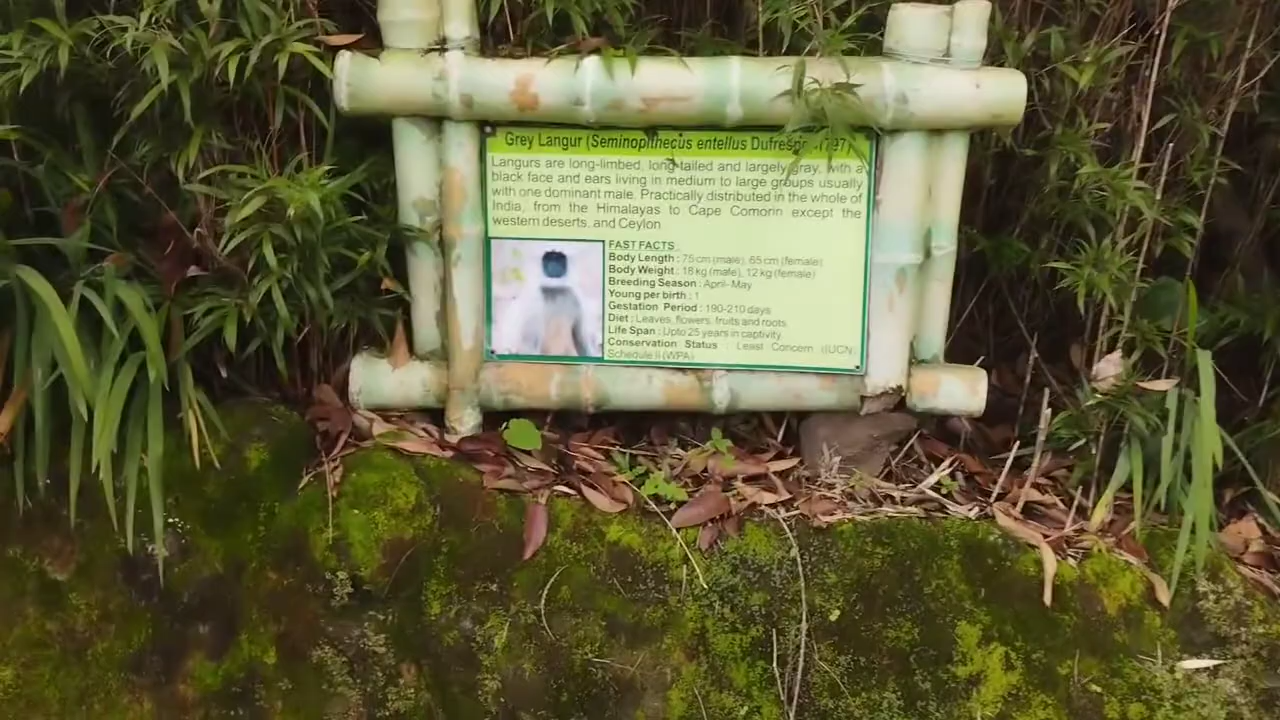 Grey Langur (Seminopithecus entellus Dufresne, 1797)
Langurs are long-limbed, long-tailed and largely gray, with a
black face and ears living in medium to large groups usually
with one dominant male. Practically distributed in the whole of
India, from the Himalayas to Cape Comorin except the
western deserts, and Ceylon
FAST FACTS :
Body Length : 75 cm (male), 65 cm (female)
Body Weight : 18 kg (male), 12 kg (female)
Breeding Season : April- May
Young per birth : 1
Gestation Period : 190-210 days
Diet : Leaves, flowers, fruits and roots
Life Span : Upto 25 years in captivity
Conservation Status : Least Concern (IUCN)
Schedule II (WPA)